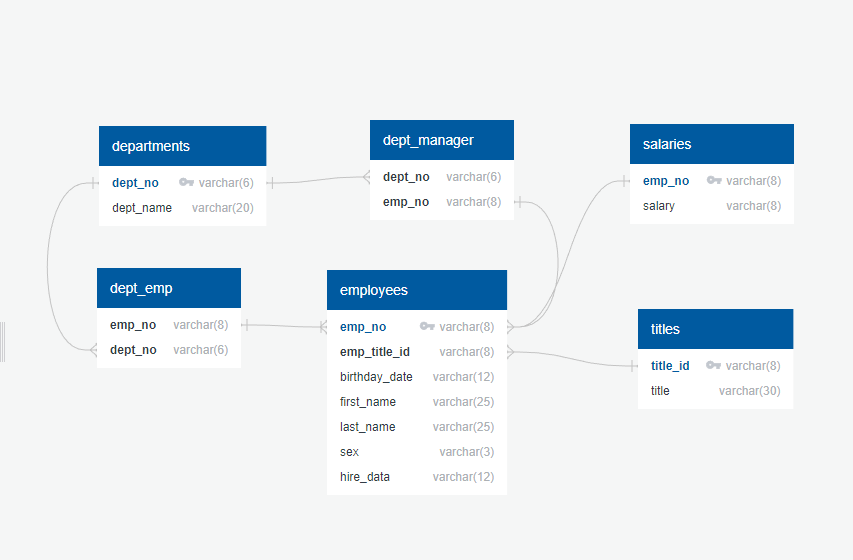 departments
dept_no varchar(6)
dept_name varchar(20)
dept_manager
dept_no varchar(6)
emp_no varchar(8)
salaries
emp_no varchar(8)
salary varchar(8)
dept_emp
emp_no varchar(8)
dept_no varchar(6)
employees
emp_no varchar(8)
emp_title_id varchar(8)
birthday_date varchar(12)
first_name varchar(25)
last_name varchar(25)
sex varchar(3)
hire_data varchar(12)
titles
title_id varchar(8)
title varchar(30)